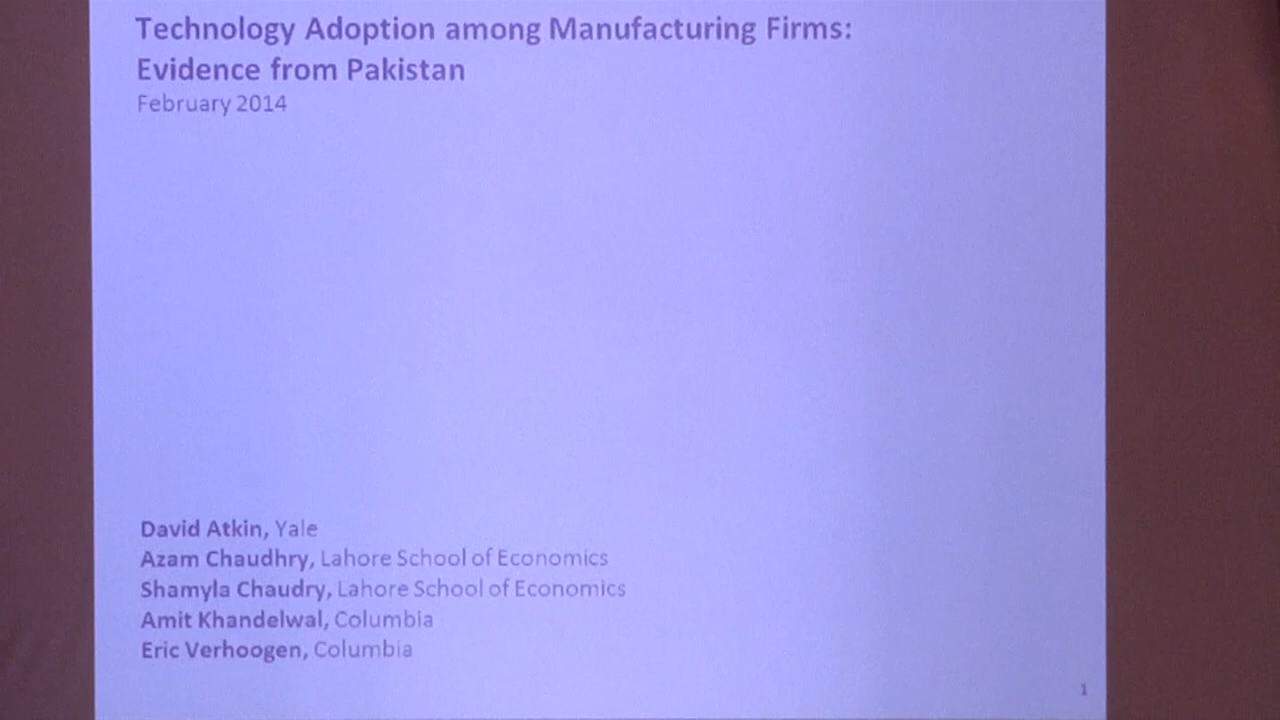 Technology Adoption among Manufacturing Firms:
Evidence from Pakistan
February 2014
David Atkin, Yale
Azam Chaudhry, Lahore School of Economics
Shamyla Chaudry, Lahore School of Economics
Amit Khandelwal, Columbia
Eric Verhoogen, Columbia
1